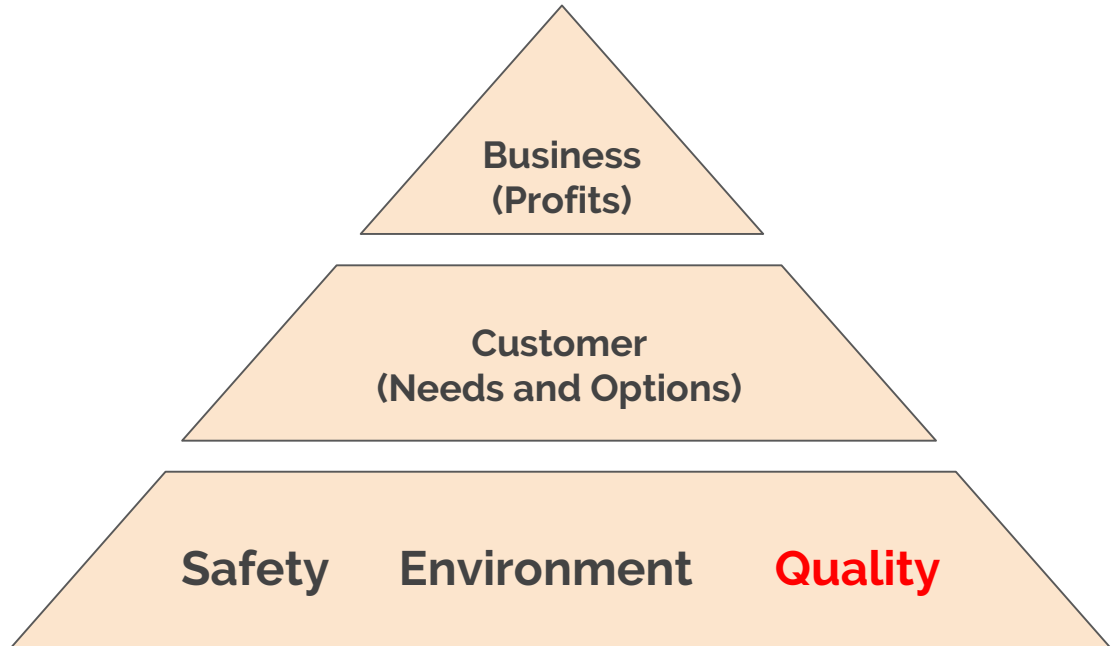 Business
(Profits)
Customer
(Needs and Options)
Safety Environment Quality